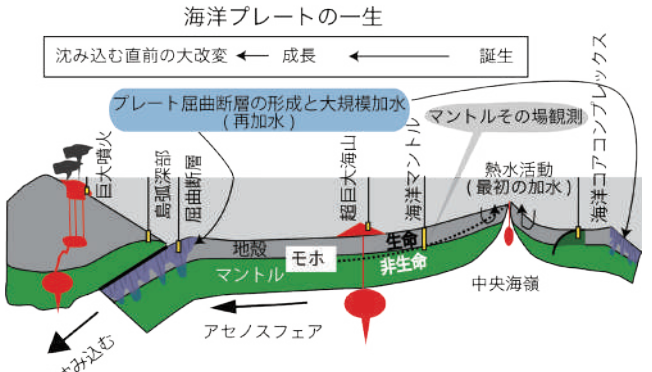 海洋プレートの一生
沈み込む直前の大改変
成長
誕生
プレート屈曲断層の形成と大規模加水
(再加水)
マントルその場観測
巨大噴火
島弧深部
屈曲断層
超巨大海山
海洋マントル
熱水活動
(最初の加水)
海洋コアコンプレックス
地殻
モホ
生命
非生命
マントル
中央海嶺
アセノスフェア
み込む